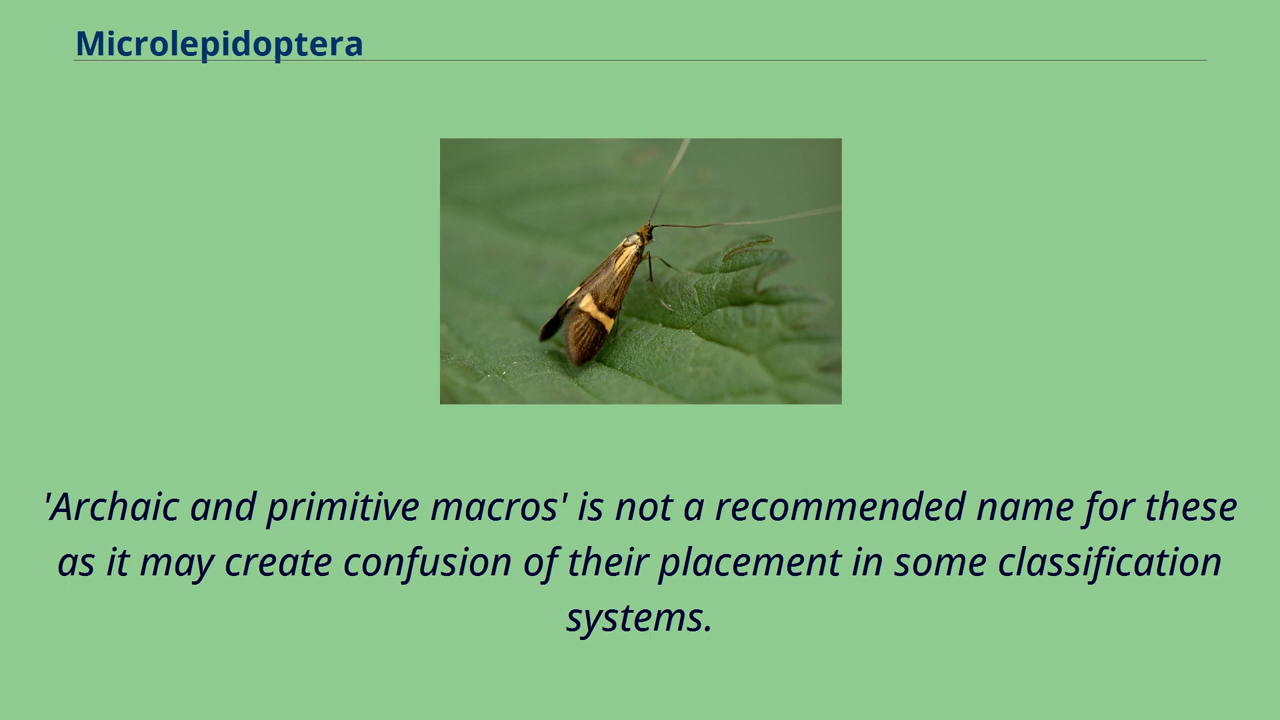 Microlepidoptera
'Archaic and primitive macros' is not a recommended name for these
as it may create confusion of their placement in some classification
systems.